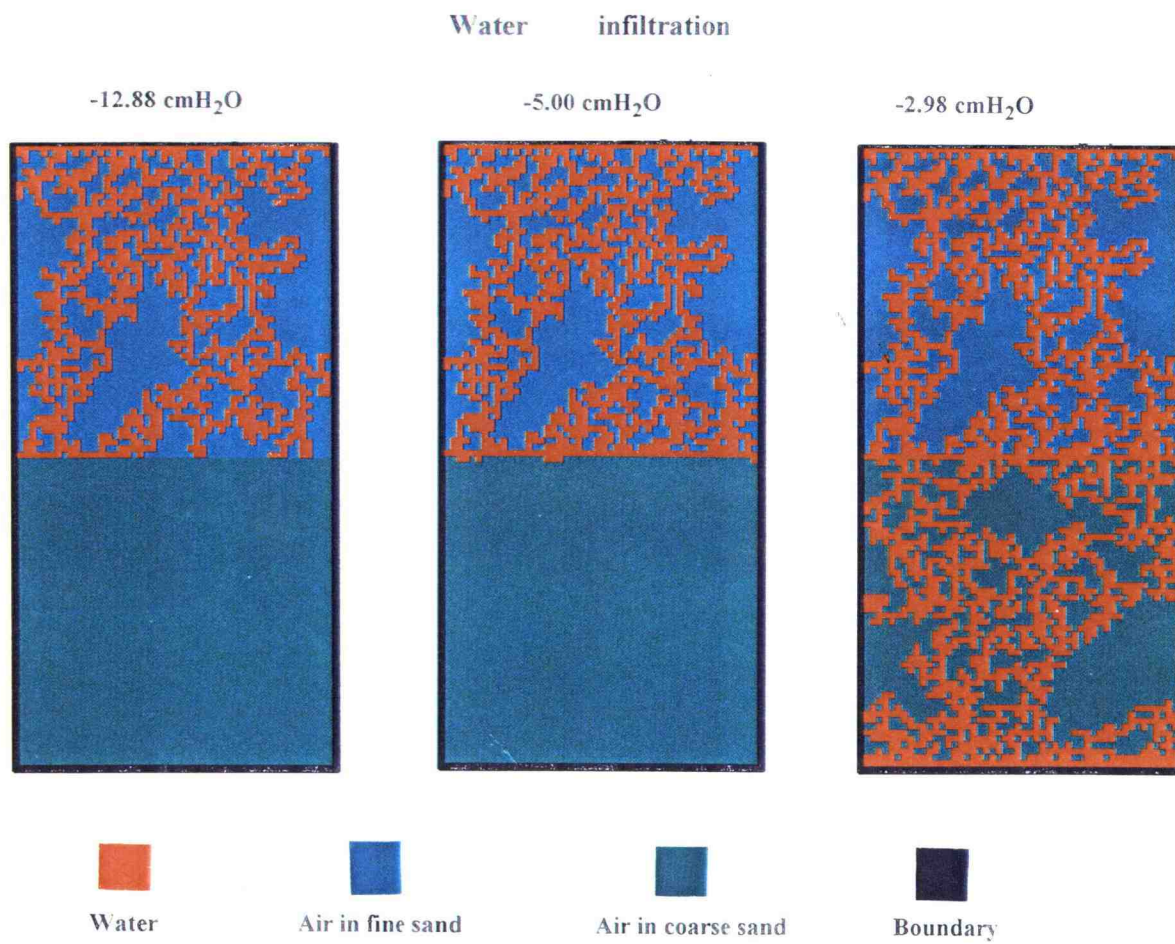 Water infiltration
-12.88 cmH₂O
-5.00 cmH₂O
-2.98 cmH₂O
Water
Air in fine sand
Air in coarse sand
Boundary